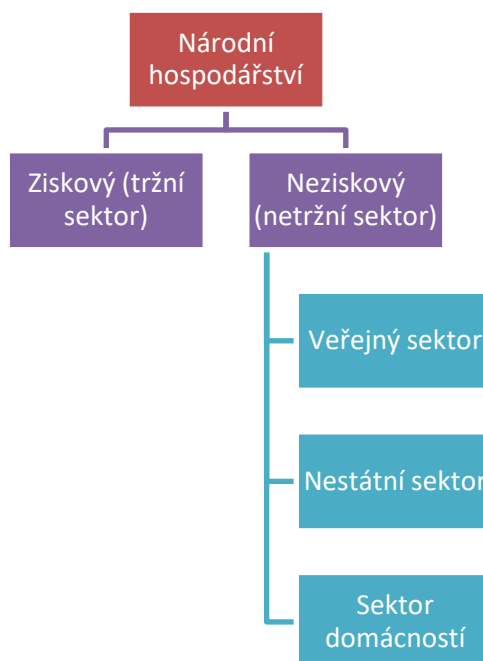 Národní
hospodářství
Ziskový (tržní
sektor)
Neziskový
(netržní sektor)
Veřejný sektor
Nestátní sektor
Sektor
domácností